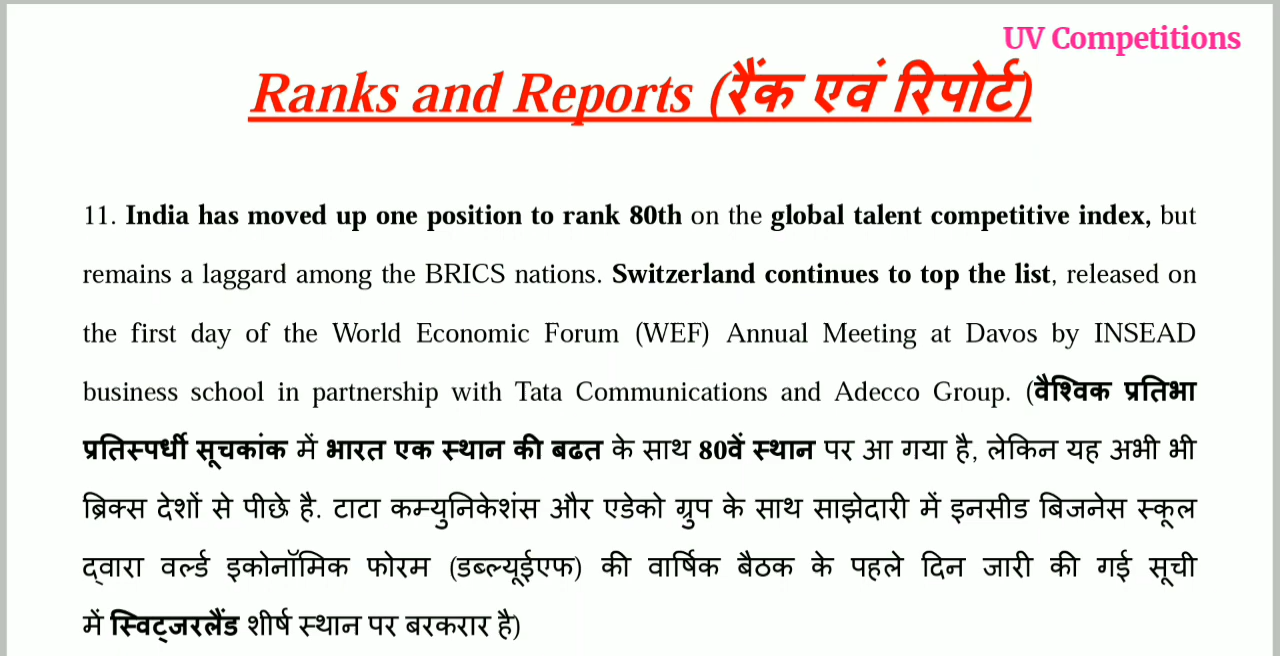 UV Competitions
Ranks and Reports (रैंक एवं रिपोर्ट)
11. India has moved up one position to rank 80th on the global talent competitive index, but
remains a laggard among the BRICS nations. Switzerland continues to top the list, released on
the first day of the World Economic Forum (WEF) Annual Meeting at Davos by INSEAD
business school in partnership with Tata Communications and Adecco Group. (वैश्विक प्रतिभा
प्रतिस्पर्धी सूचकांक में भारत एक स्थान की बढत के साथ 80वें स्थान पर आ गया है, लेकिन यह अभी भी
ब्रिक्स देशों से पीछे है. टाटा कम्युनिकेशंस और एडेको ग्रुप के साथ साझेदारी में इनसीड बिजनेस स्कूल
द्वारा वर्ल्ड इकोनॉमिक फोरम (डब्ल्यूईएफ) की वार्षिक बैठक के पहले दिन जारी की गई सूची
में स्विट्जरलैंड शीर्ष स्थान पर बरकरार है)